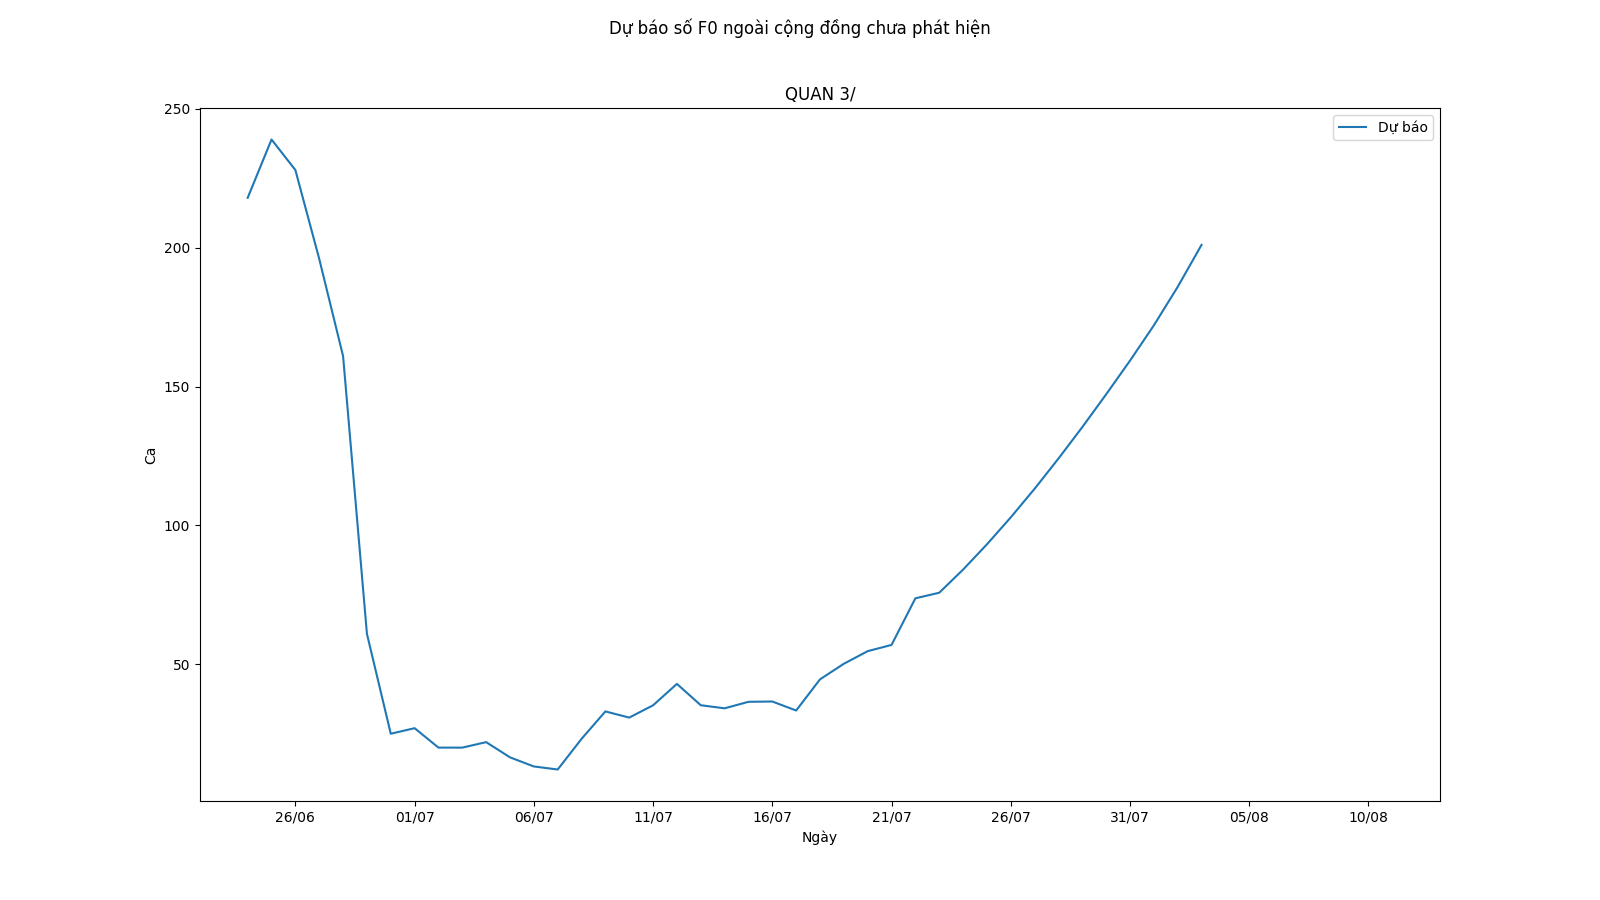 Dự báo số F0 ngoài cộng đồng chưa phát hiện
QUAN 3/
Dự báo
250
200
150
100
50
Ca
26/06 01/07 06/07 11/07 16/07 21/07 26/07 31/07 05/08 10/08
Ngày